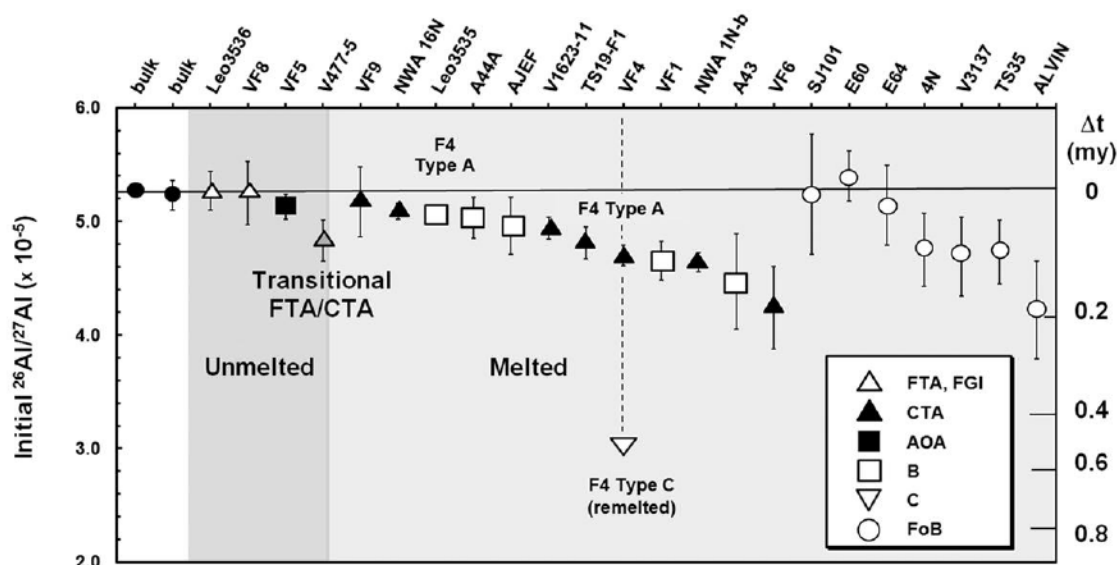 bulk
bulk
Leo3536
VF8
VF5
V477-5
VF9
NWA 16N
Leo3535
A44A
AJEF
V1623-11
TS19-F1
VF4
VF1
NWA 1N-b
A43
VF6
SJ101
E60
E64
4N
V3137
TS35
ALVIN
6.0
5.0
4.0
3.0
2.0
Initial ²⁶Al/²⁷Al (x 10⁻⁵)
Δt
(my)
0
0.2
0.4
0.6
0.8
F4
Type A
F4 Type A
Transitional
FTA/CTA
Unmelted
Melted
F4 Type C
(remelted)
FTA, FGI
CTA
AOA
B
C
FoB